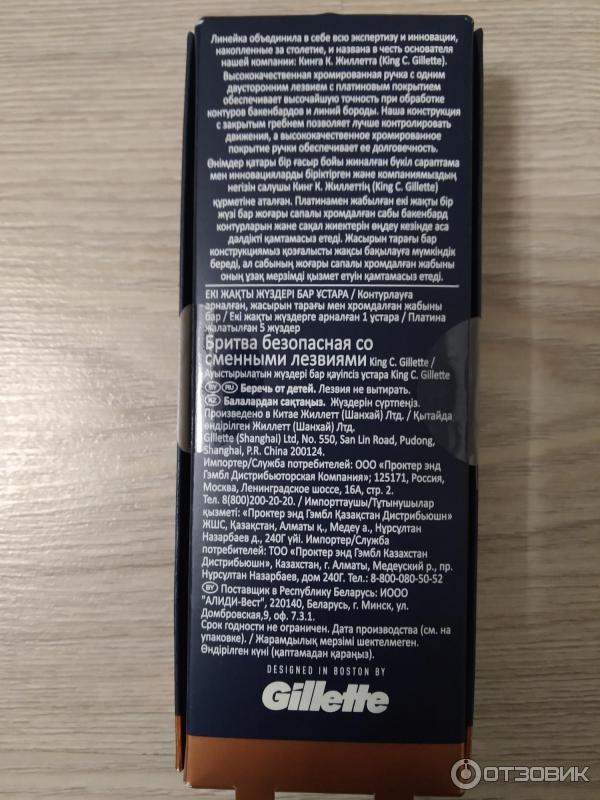 Линейка объединила в себе всю экспертизу и инновации,
накопленные за столетие, и названа в честь основателя
нашей компании: Кинга К. Жиллетта (King C. Gillette).
Высококачественная хромированная ручка с одним
двусторонним лезвием с платиновым покрытием
обеспечивает высочайшую точность при обработке
контуров бакенбардов и линий бороды. Наша конструкция
с закрытым гребнем позволяет лучше контролировать
движения, а высококачественное хромированное
покрытие ручки обеспечивает ее долговечность.
Өнімдер қатары бір ғасыр бойы жиналған бүкіл сараптама
мен инновацияларды біріктірген және компаниямыздың
негізін салушы Кинг К. Жиллеттің (King C. Gillette)
құрметіне аталған. Платинамен жабылған екі жақты бір
жүзі бар жоғары сапалы хромдалған сабы бакенбард
контурларын және сақал жиектерін өңдеу кезінде аса
дәлдікті қамтамасыз етеді. Жасырын тарағы бар
конструкциямыз қозғалысты жақсы бақылауға мүмкіндік
береді, ал сабының жоғары сапалы хромдалған жабыны
оның ұзақ мерзімді қызмет етуін қамтамасыз етеді.
ЕКІ ЖАҚТЫ ЖҮЗДЕРІ БАР ҰСТАРА / Контурлауға
арналған, жасырын тарағы мен хромдалған жабыны
бар / Екі жақты жүздерге арналған 1 ұстара / Платина
жалатылған 5 жүздер
Бритва безопасная со
сменными лезвиями King C. Gillette /
Ауыстырылатын жүздері бар қауіпсіз ұстара King C. Gillette
BY RU Беречь от детей. Лезвия не вытирать.
KZ Балалардан сақтаңыз. Жүздерін сүртпеңіз.
Произведено в Китае Жиллетт (Шанхай) Лтд. / Қытайда
өндірілген Жиллетт (Шанхай) Лтд.
Gillette (Shanghai) Ltd, No. 550, San Lin Road, Pudong,
Shanghai, P.R. China 200124.
Импортер/Служба потребителей: ООО «Проктер энд
Гэмбл Дистрибьюторская Компания»; 125171, Россия,
Москва, Ленинградское шоссе, 16А, стр. 2.
Тел. 8(800)200-20-20. / Импорттаушы/Тұтынушылар
қызметі: «Проктер энд Гэмбл Қазақстан Дистрибьюшн»
ЖШС, Қазақстан, Алматы қ., Медеу а., Нұрсұлтан
Назарбаев д., 240Г үйі. Импортер/Служба
потребителей: ТОО «Проктер энд Гэмбл Казахстан
Дистрибьюшн», Казахстан, г. Алматы, Медеуский р., пр.
Нұрсұлтан Назарбаев, дом 240Г. Тел.: 8-800-080-50-52
BY Поставщик в Республику Беларусь: ИООО
"АЛИДИ-Вест", 220140, Беларусь, г. Минск, ул.
Домбровская,9, оф. 7.3.1.
Срок годности не ограничен. Дата производства (см. на
упаковке). / Жарамдылық мерзімі шектелмеген.
Өндірілген күні (қаптамадан қараңыз).
DESIGNED IN BOSTON BY
Gillette
ОТЗОВИК